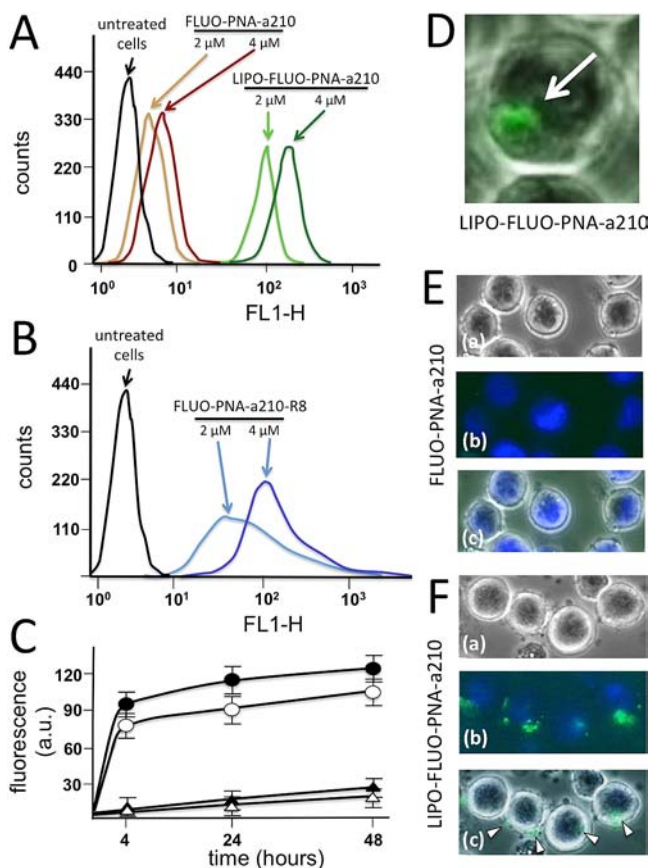 A
untreated
cells
FLUO-PNA-a210
2 µM 4 µM
LIPO-FLUO-PNA-a210
2 µM 4 µM
counts
440
330
220
110
0
10⁰ 10¹ 10² 10³
FL1-H
B
untreated
cells
FLUO-PNA-a210-R8
2 µM 4 µM
counts
440
330
220
110
10⁰ 10¹ 10² 10³
FL1-H
C
fluorescence
(a.u.)
120
90
60
30
4 24 48
time (hours)
D
LIPO-FLUO-PNA-a210
E
FLUO-PNA-a210
(a)
(b)
(c)
F
LIPO-FLUO-PNA-a210
(a)
(b)
(c)